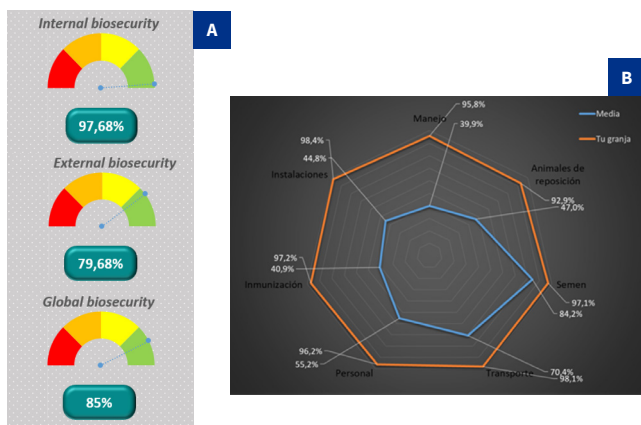 A
Internal biosecurity
97,68%
External biosecurity
79,68%
Global biosecurity
85%
B
Media
Tu granja
95,8%
Manejo
39,9%
98,4%
44,8%
Instalaciones
Animales de
reposición
92,9%
47,0%
97,2%
40,9%
Inmunización
Semen
97,1%
84,2%
96,2%
55,2%
Personal
Transporte
70,4%
98,1%